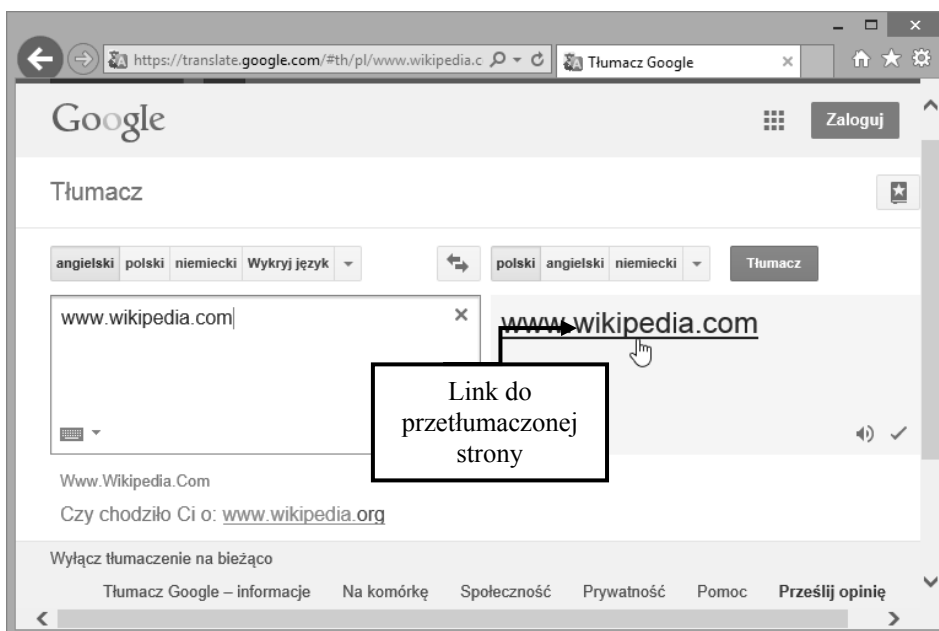 https://translate.google.com/#th/pl/www.wikipedia.c
Tłumacz Google
Google
Zaloguj
Tłumacz
angielski polski niemiecki Wykryj język
polski angielski niemiecki
Tłumacz
www.wikipedia.com
www.wikipedia.com
Link do
przetłumaczonej
strony
Www.Wikipedia.Com
Czy chodziło Ci o: www.wikipedia.org
Wyłącz tłumaczenie na bieżąco
Tłumacz Google – informacje Na komórkę Społeczność Prywatność Pomoc Prześlij opinię